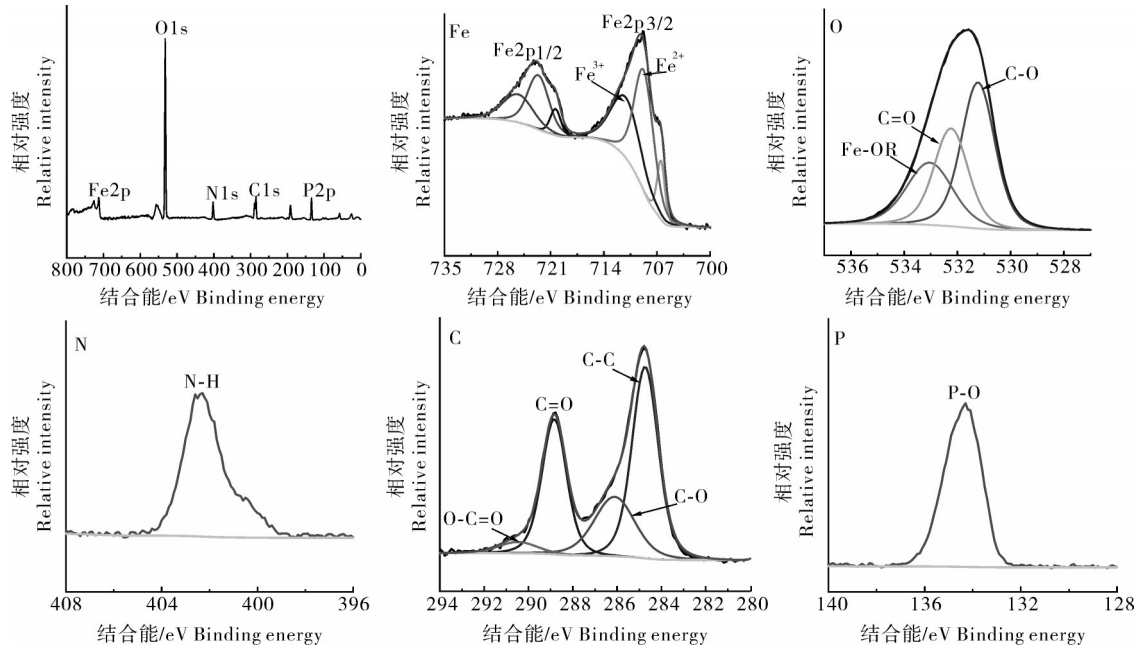 相对强度
Relative intensity
O1s
Fe2p
N1s
C1s
P2p
800 700 600 500 400 300 200 100 0
结合能/eV Binding energy
相对强度
Relative intensity
Fe
Fe2p1/2
Fe2p3/2
Fe3+
Fe2+
735 728 721 714 707 700
结合能/eV Binding energy
相对强度
Relative intensity
O
C-O
C=O
Fe-OR
536 534 532 530 528
结合能/eV Binding energy
相对强度
Relative intensity
N
N-H
408 404 400 396
结合能/eV Binding energy
相对强度
Relative intensity
C
C-C
C=O
C-O
O-C=O
294 292 290 288 286 284 282 280
结合能/eV Binding energy
相对强度
Relative intensity
P
P-O
140 136 132 128
结合能/eV Binding energy